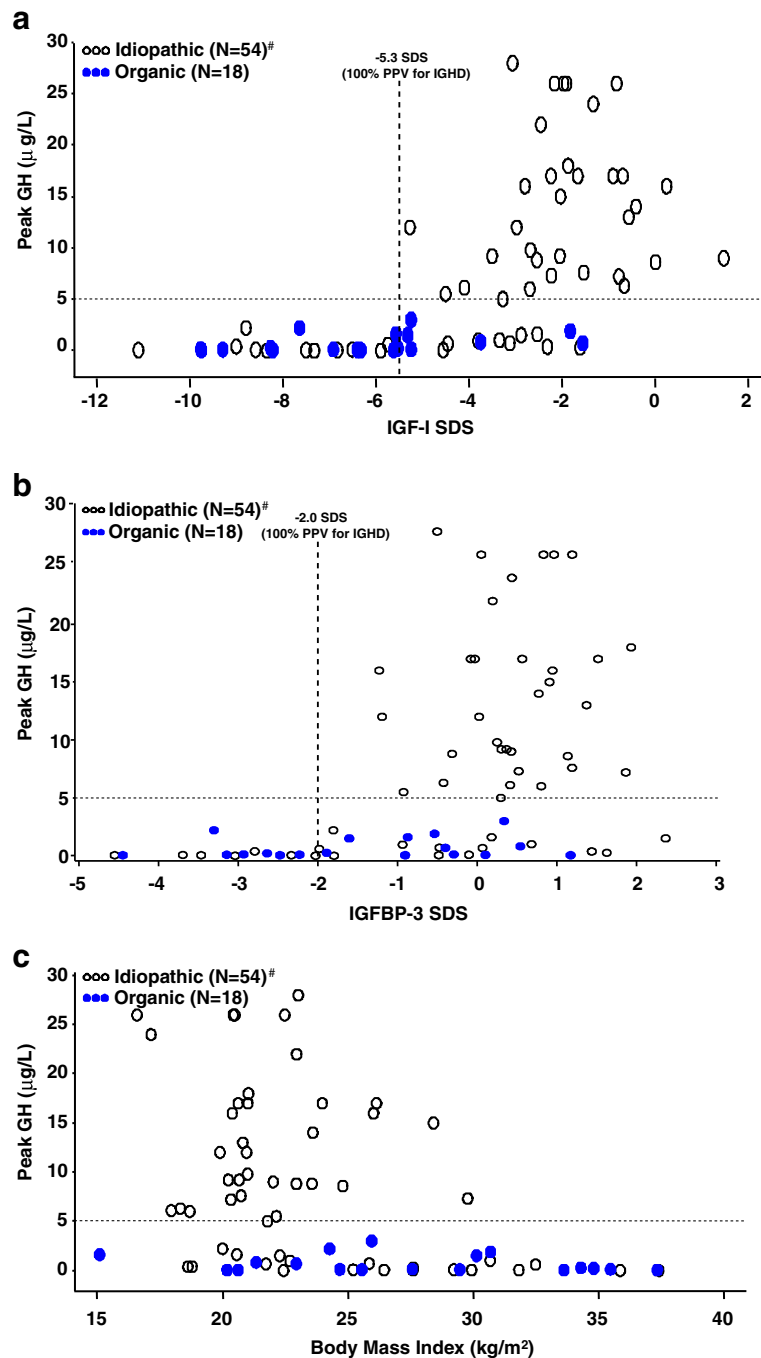 a
Idiopathic (N=54)#
Organic (N=18)
-5.3 SDS
(100% PPV for IGHD)
30
25
20
15
10
5
0
Peak GH (μ g/L)
-12 -10 -8 -6 -4 -2 0 2
IGF-I SDS
b
Idiopathic (N=54)#
Organic (N=18)
-2.0 SDS
(100% PPV for IGHD)
30
25
20
15
10
5
0
Peak GH (μg/L)
-5 -4 -3 -2 -1 0 1 2 3
IGFBP-3 SDS
c
Idiopathic (N=54)#
Organic (N=18)
30
25
20
15
10
5
0
Peak GH (μg/L)
15 20 25 30 35 40
Body Mass Index (kg/m²)